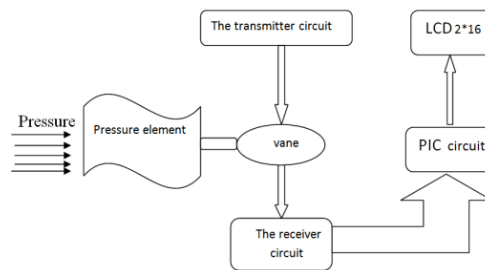 The transmitter circuit
LCD 2*16
Pressure
Pressure element
vane
PIC circuit
The receiver
circuit